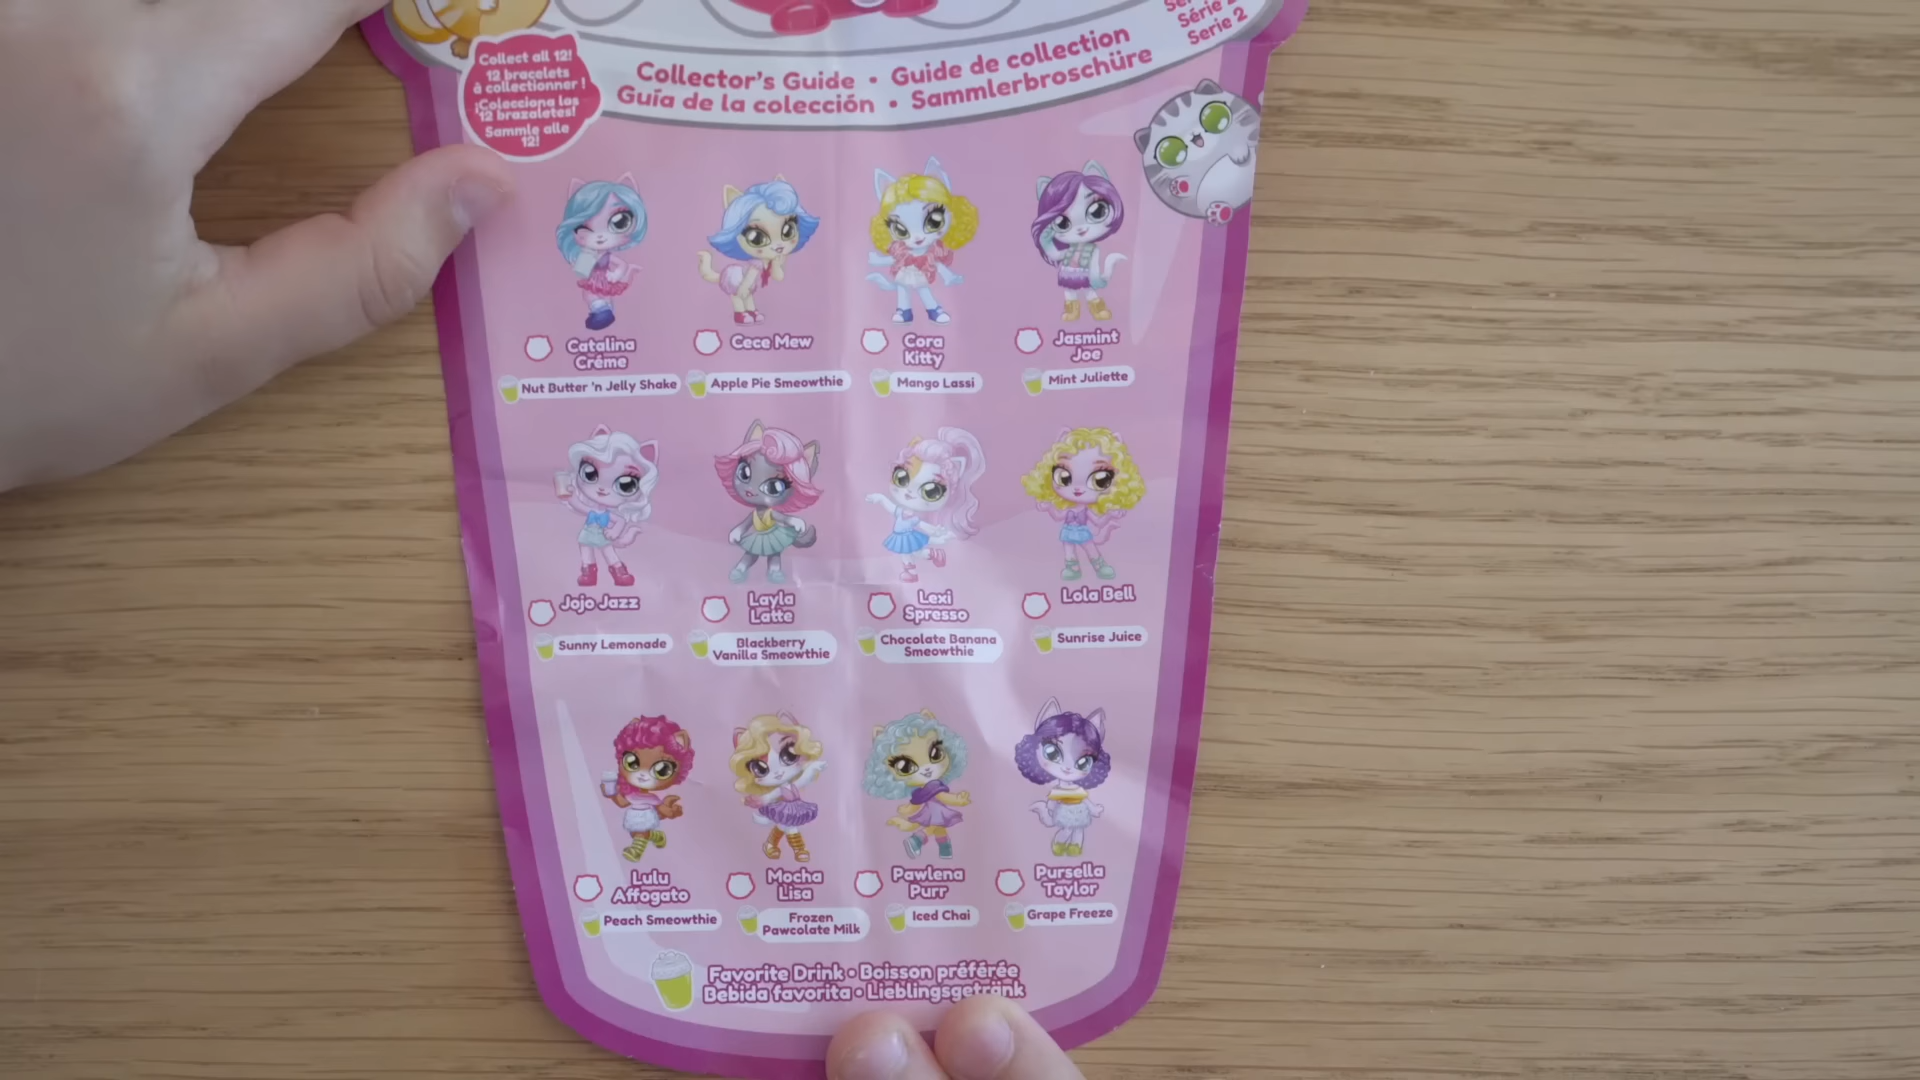 Série 2
Serie 2
Collect all 12!
12 bracelets
à collectionner !
¡Colecciona los
12 brazaletes!
Sammle alle
12!
Collector's Guide • Guide de collection
Guía de la colección • Sammlerbroschüre
Catalina
Créme
Nut Butter 'n Jelly Shake
Cece Mew
Apple Pie Smeowthie
Cora
Kitty
Mango Lassi
Jasmint
Joe
Mint Juliette
Jojo Jazz
Sunny Lemonade
Layla
Latte
Blackberry
Vanilla Smeowthie
Lexi
Spresso
Chocolate Banana
Smeowthie
Lola Bell
Sunrise Juice
Lulu
Affogato
Peach Smeowthie
Mocha
Lisa
Frozen
Pawcolate Milk
Pawlena
Purr
Iced Chai
Pursella
Taylor
Grape Freeze
Favorite Drink • Boisson préférée
Bebida favorita • Lieblingsgetränk